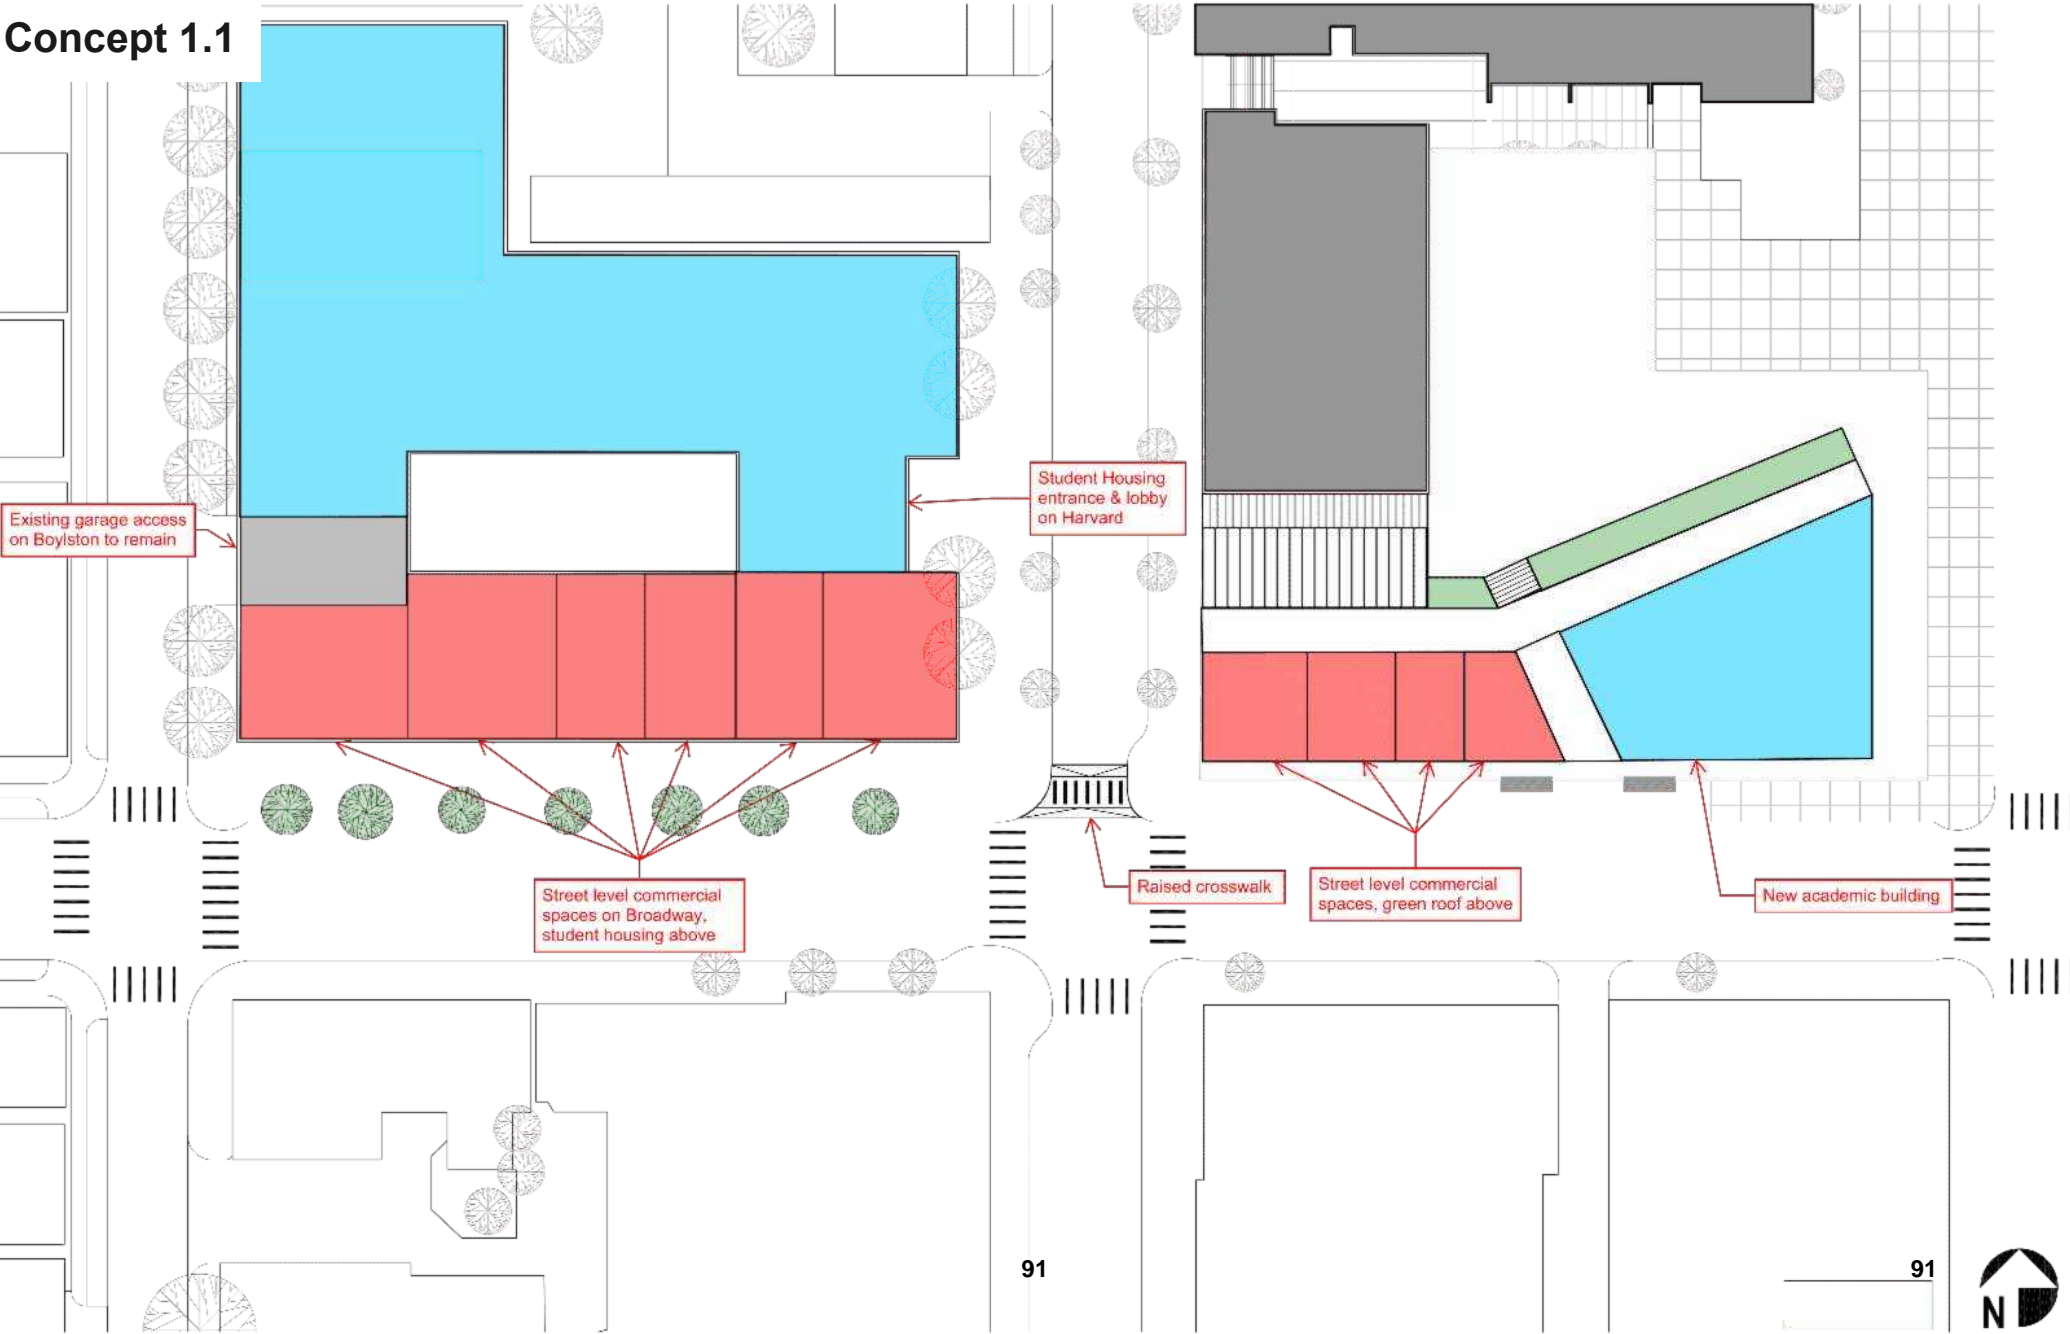 Concept 1.1
Existing garage access
on Boylston to remain
Student Housing
entrance & lobby
on Harvard
Street level commercial
spaces on Broadway,
student housing above
Raised crosswalk
Street level commercial
spaces, green roof above
New academic building
91
91
N